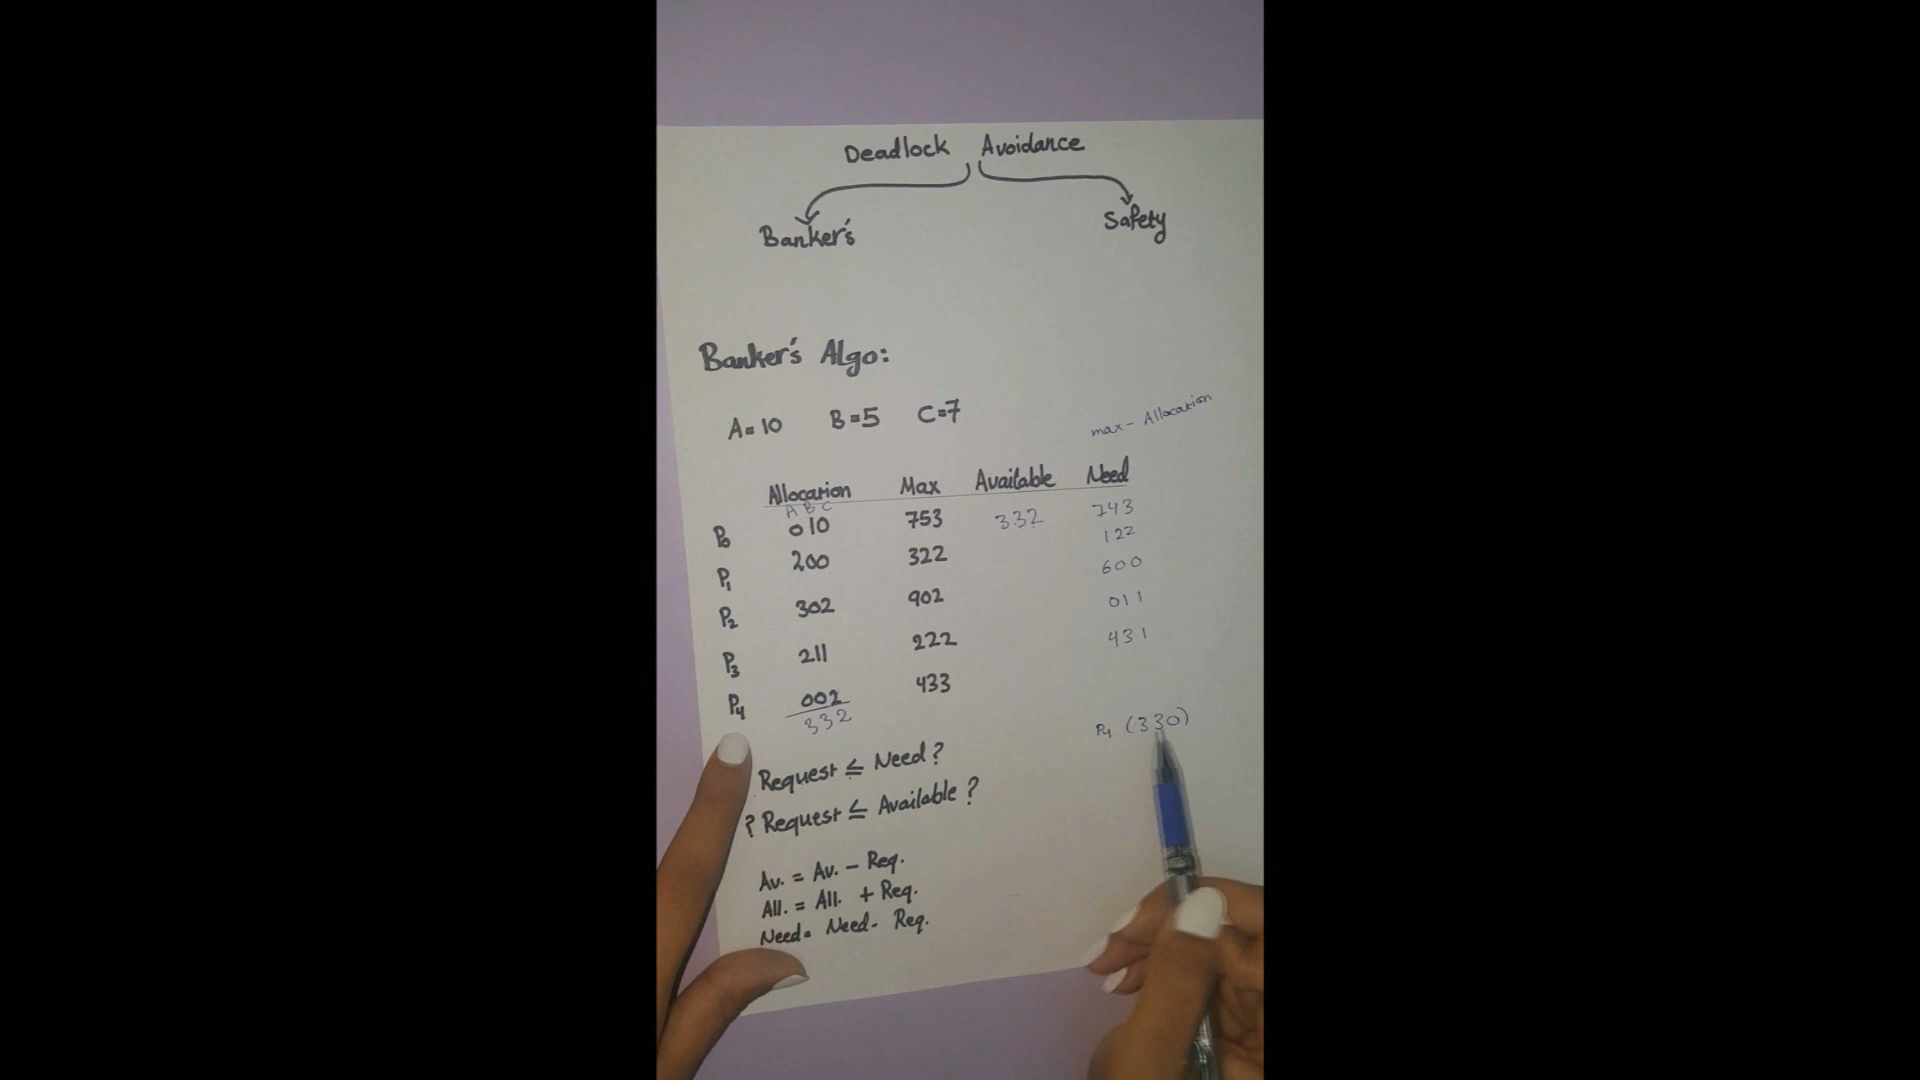 Deadlock Avoidance
Banker's Safety
Banker's Algo:
A=10 B=5 C=7
max - Allocation
Allocation Max Available Need
A B C
P0 010 753 332 743
P1 200 322 122
P2 302 902 600
P3 211 222 011
P4 002 433 431
332
P4 (330)
Request ≤ Need?
? Request ≤ Available?
Av. = Av. - Req.
All. = All. + Req.
Need= Need- Req.